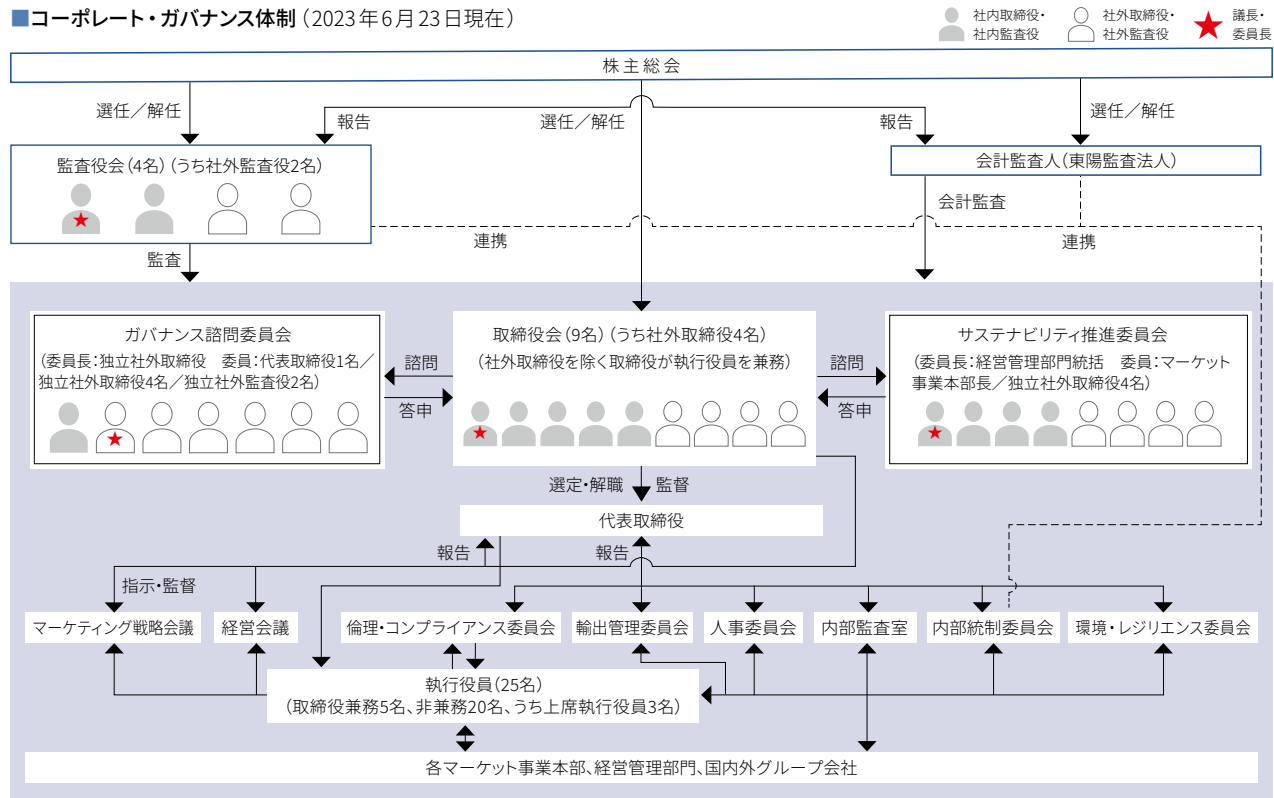 ■コーポレート・ガバナンス体制（2023年6月23日現在）
社内取締役・
社内監査役
社外取締役・
社外監査役
議長・
委員長
株主総会
選任／解任
報告
選任／解任
報告
選任／解任
監査役会（4名）（うち社外監査役2名）
会計監査人（東陽監査法人）
会計監査
連携
連携
監査
ガバナンス諮問委員会
（委員長：独立社外取締役　委員：代表取締役1名／
独立社外取締役4名／独立社外監査役2名）
諮問
答申
取締役会（9名）（うち社外取締役4名）
（社外取締役を除く取締役が執行役員を兼務）
諮問
答申
サステナビリティ推進委員会
（委員長：経営管理部門統括　委員：マーケット
事業本部長／独立社外取締役4名）
選定・解職
監督
代表取締役
報告
報告
指示・監督
マーケティング戦略会議
経営会議
倫理・コンプライアンス委員会
輸出管理委員会
人事委員会
内部監査室
内部統制委員会
環境・レジリエンス委員会
執行役員（25名）
（取締役兼務5名、非兼務20名、うち上席執行役員3名）
各マーケット事業本部、経営管理部門、国内外グループ会社